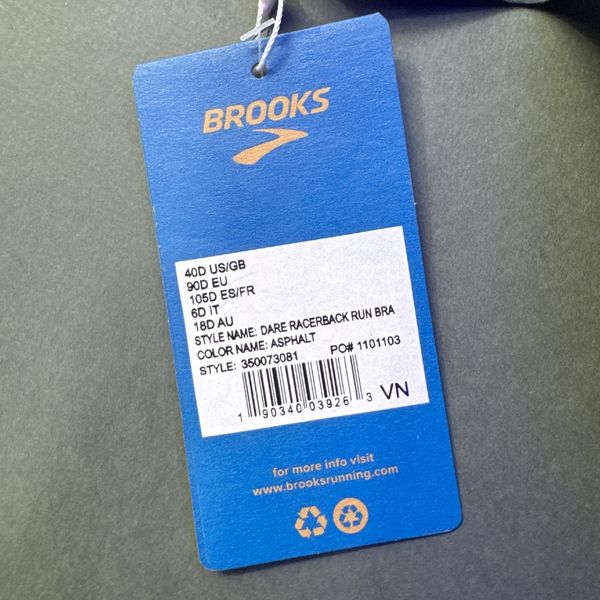 BROOKS
40D US/GB
90D EU
105D ES/FR
6D IT
18D AU
STYLE NAME: DARE RACERBACK RUN BRA
COLOR NAME: ASPHALT
STYLE: 350073081 PO# 1101103
1 90340 03926 3 VN
for more info visit
www.brooksrunning.com